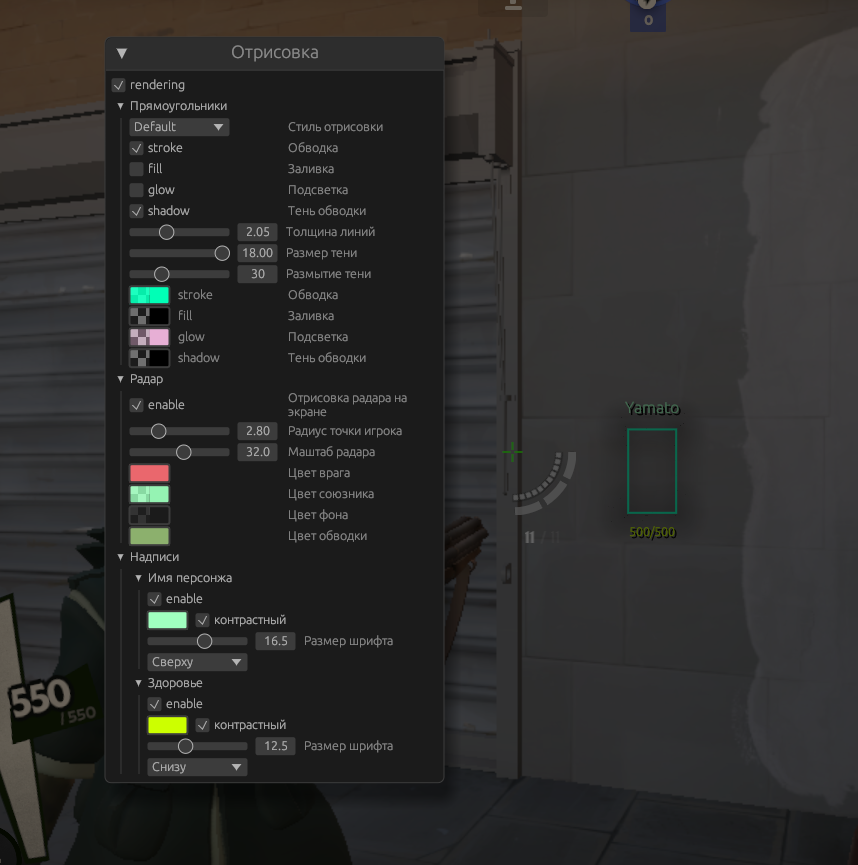 0
▼ Отрисовка
rendering
▼ Прямоугольники
Default ▼ Стиль отрисовки
stroke Обводка
fill Заливка
glow Подсветка
shadow Тень обводки
2.05 Толщина линий
18.00 Размер тени
30 Размытие тени
stroke Обводка
fill Заливка
glow Подсветка
shadow Тень обводки
▼ Радар
enable Отрисовка радара на
экране
2.80 Радиус точки игрока
32.0 Маштаб радара
Цвет врага
Цвет союзника
Цвет фона
Цвет обводки
▼ Надписи
▼ Имя персонжа
enable
контрастный
16.5 Размер шрифта
Сверху ▼
▼ Здоровье
enable
контрастный
12.5 Размер шрифта
Снизу ▼
Yamato
500/500
11 / 11
550
/ 550